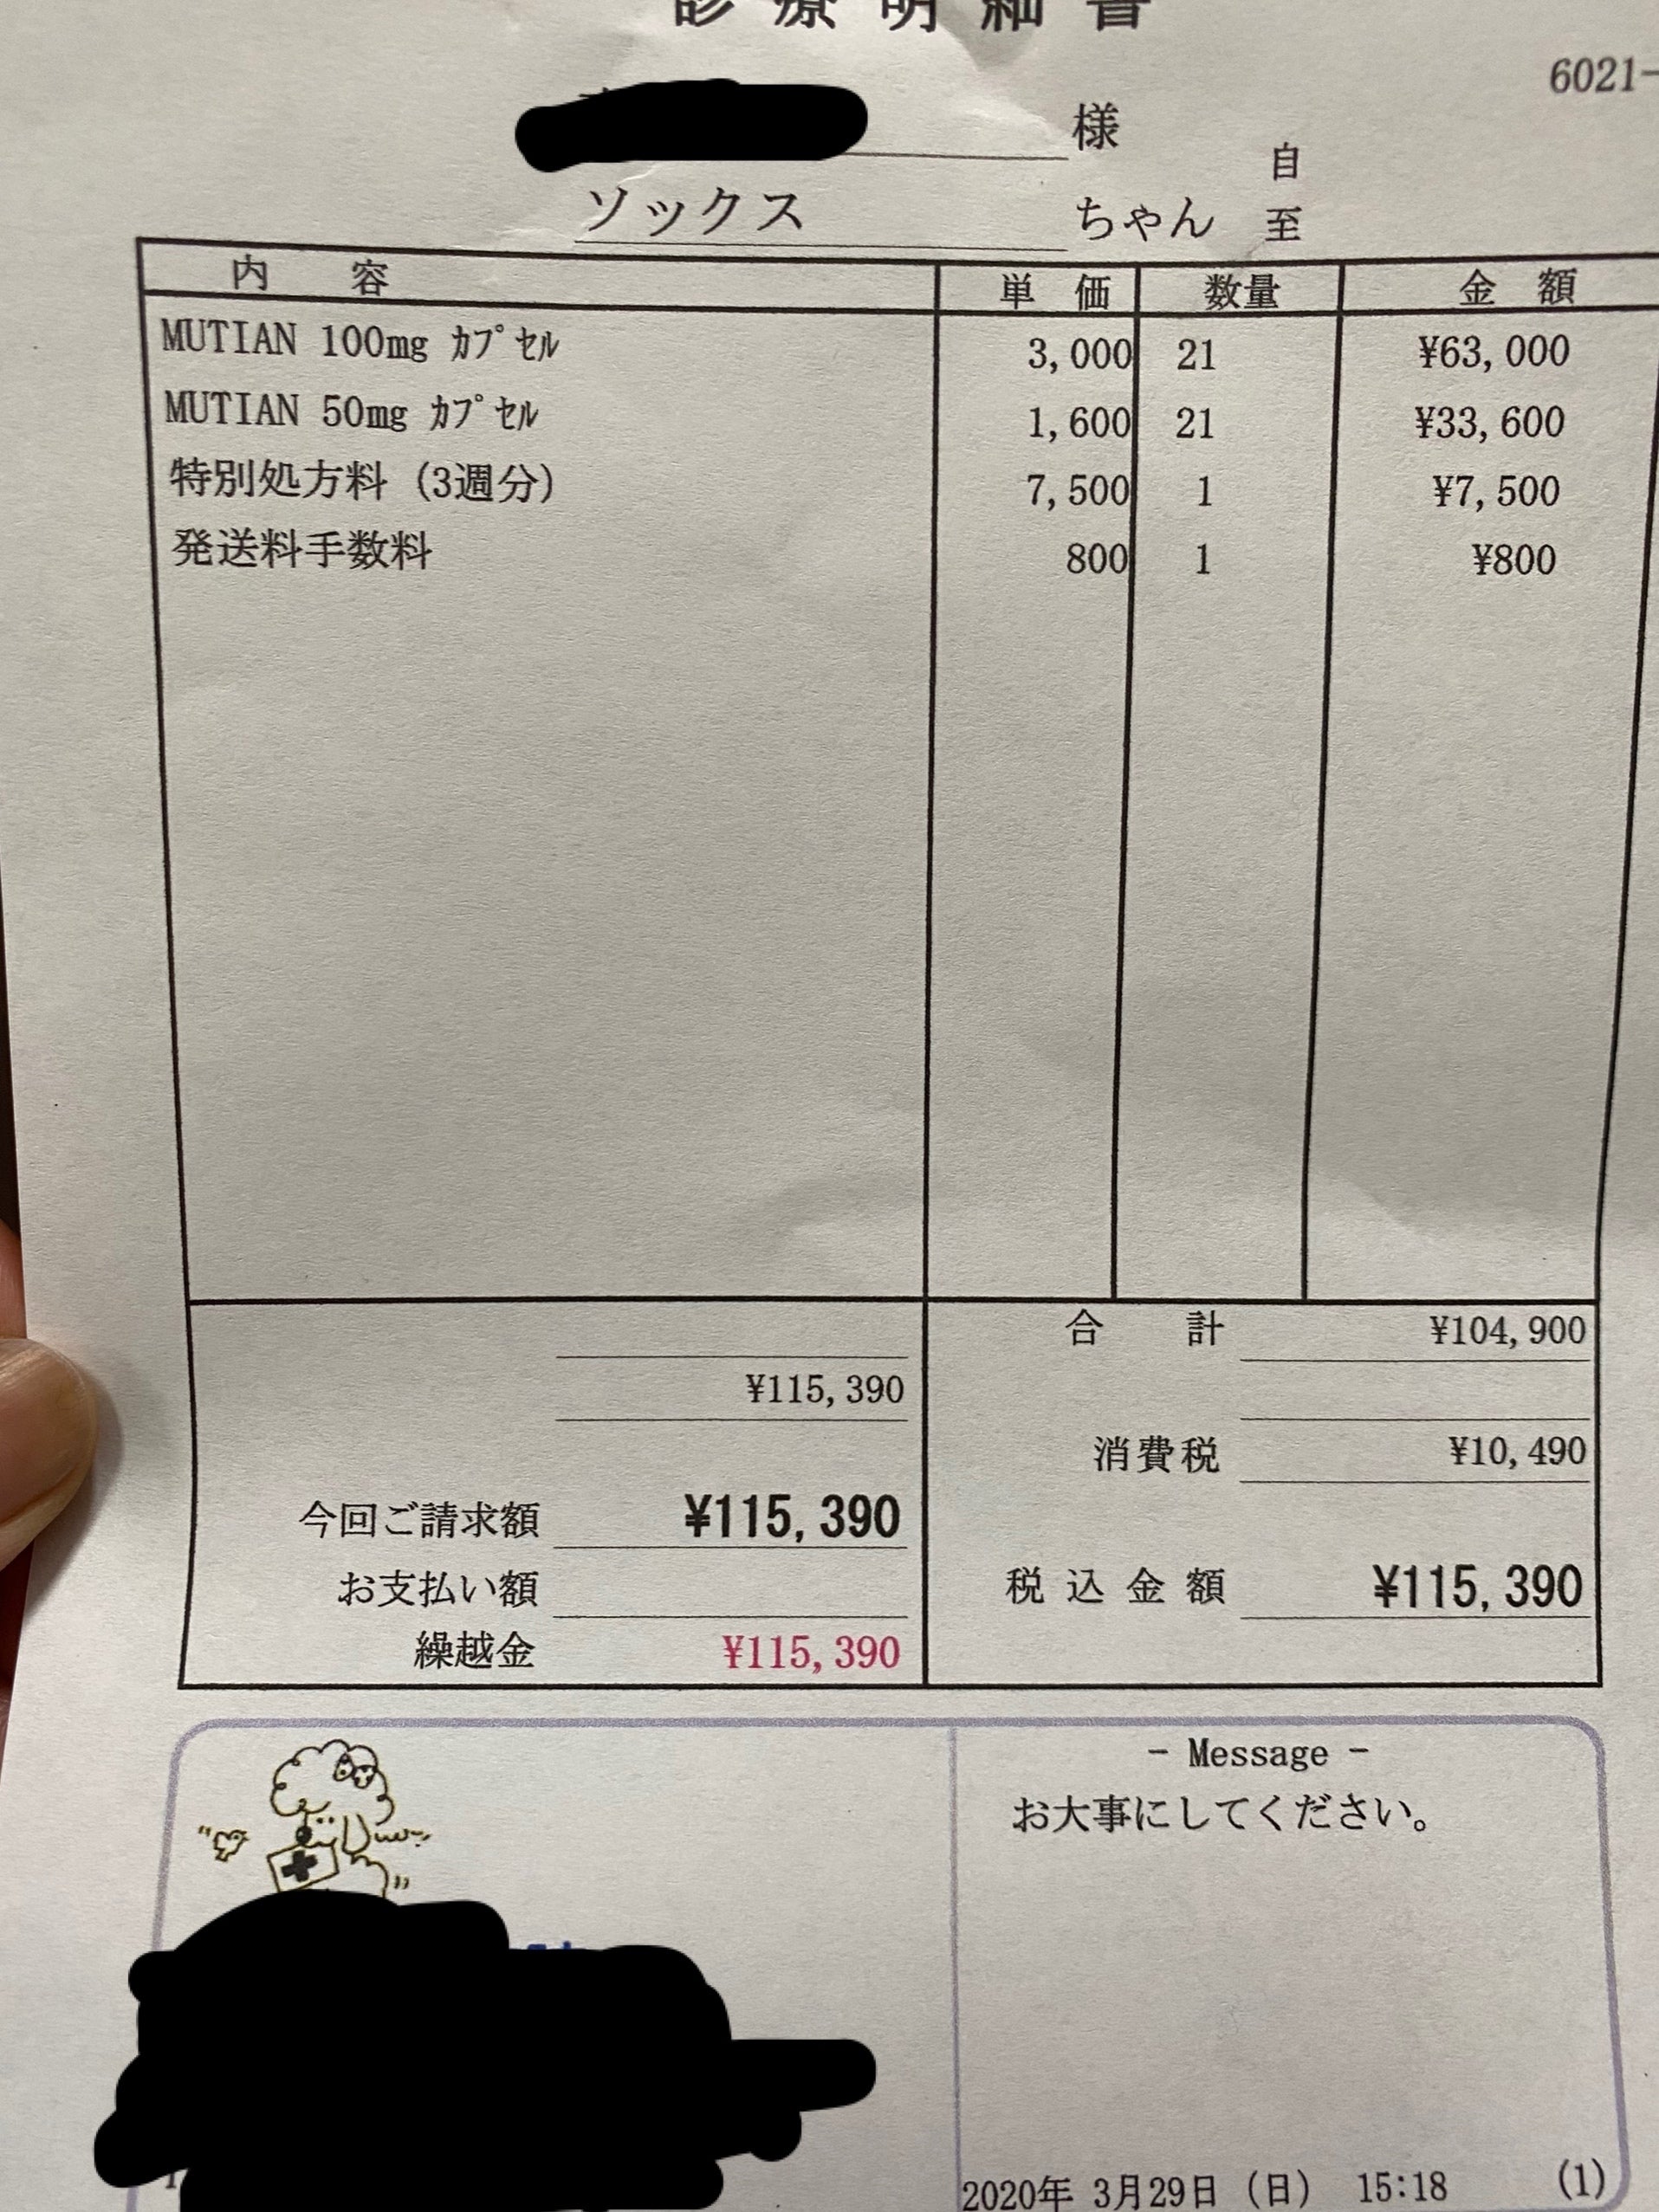 診療明細書
6021-
様
自
ソックス ちゃん 至
内 容 単 価 数量 金 額
MUTIAN 100mg ｶﾌﾟｾﾙ 3,000 21 ¥63,000
MUTIAN 50mg ｶﾌﾟｾﾙ 1,600 21 ¥33,600
特別処方料 (3週分) 7,500 1 ¥7,500
発送料手数料 800 1 ¥800
合 計 ¥104,900
¥115,390
消費税 ¥10,490
今回ご請求額 ¥115,390
税込金額 ¥115,390
お支払い額
繰越金 ¥115,390
- Message -
お大事にしてください。
2020年 3月29日 (日) 15:18 (1)